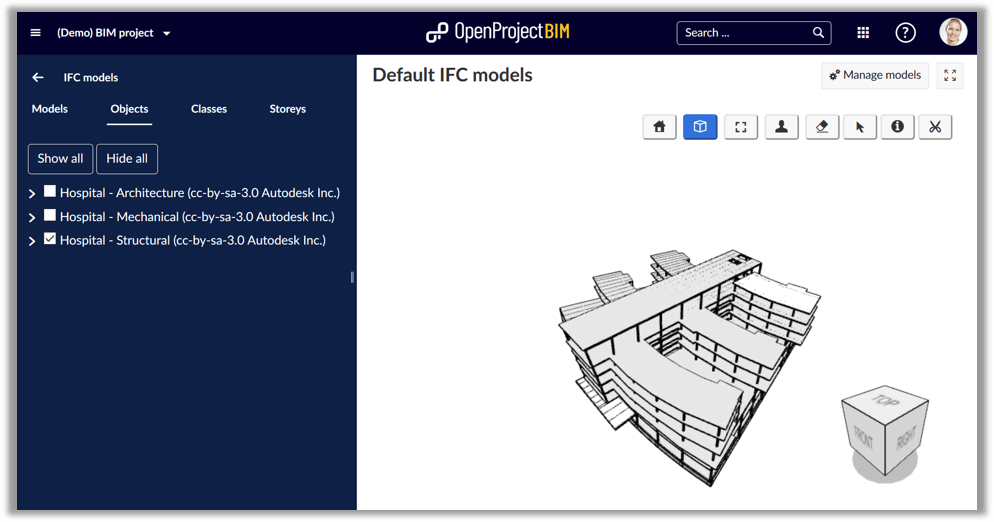 (Demo) BIM project
OpenProjectBIM
Search ...
?
IFC models
Models Objects Classes Storeys
Show all Hide all
Hospital - Architecture (cc-by-sa-3.0 Autodesk Inc.)
Hospital - Mechanical (cc-by-sa-3.0 Autodesk Inc.)
Hospital - Structural (cc-by-sa-3.0 Autodesk Inc.)
Default IFC models
Manage models
TOP
FRONT RIGHT